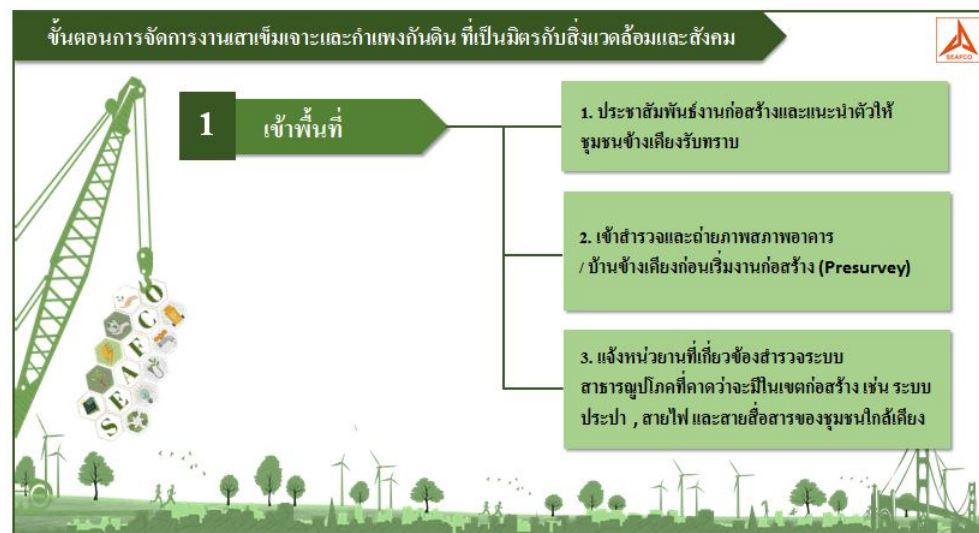 ขั้นตอนการจัดการงานเสาเข็มเจาะและกำแพงกันดิน ที่เป็นมิตรกับสิ่งแวดล้อมและสังคม
SEAFCO
1
เข้าพื้นที่
1. ประชาสัมพันธ์งานก่อสร้างและแนะนำตัวให้
ชุมชนข้างเคียงรับทราบ
2. เข้าสำรวจและถ่ายภาพสภาพอาคาร
/ บ้านข้างเคียงก่อนเริ่มงานก่อสร้าง (Presurvey)
3. แจ้งหน่วยานที่เกี่ยวข้องสำรวจระบบ
สาธารณูปโภคที่คาดว่าจะมีในเขตก่อสร้าง เช่น ระบบ
ประปา , สายไฟ และสายสื่อสารของชุมชนใกล้เคียง
SEAFCO